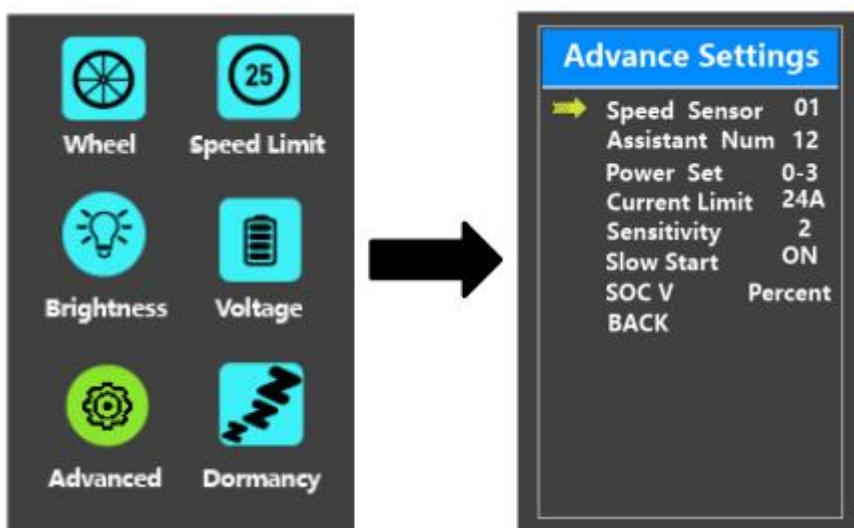 25
Wheel Speed Limit
Brightness Voltage
Advanced Dormancy
Advance Settings
Speed Sensor 01
Assistant Num 12
Power Set 0-3
Current Limit 24A
Sensitivity 2
Slow Start ON
SOC V Percent
BACK